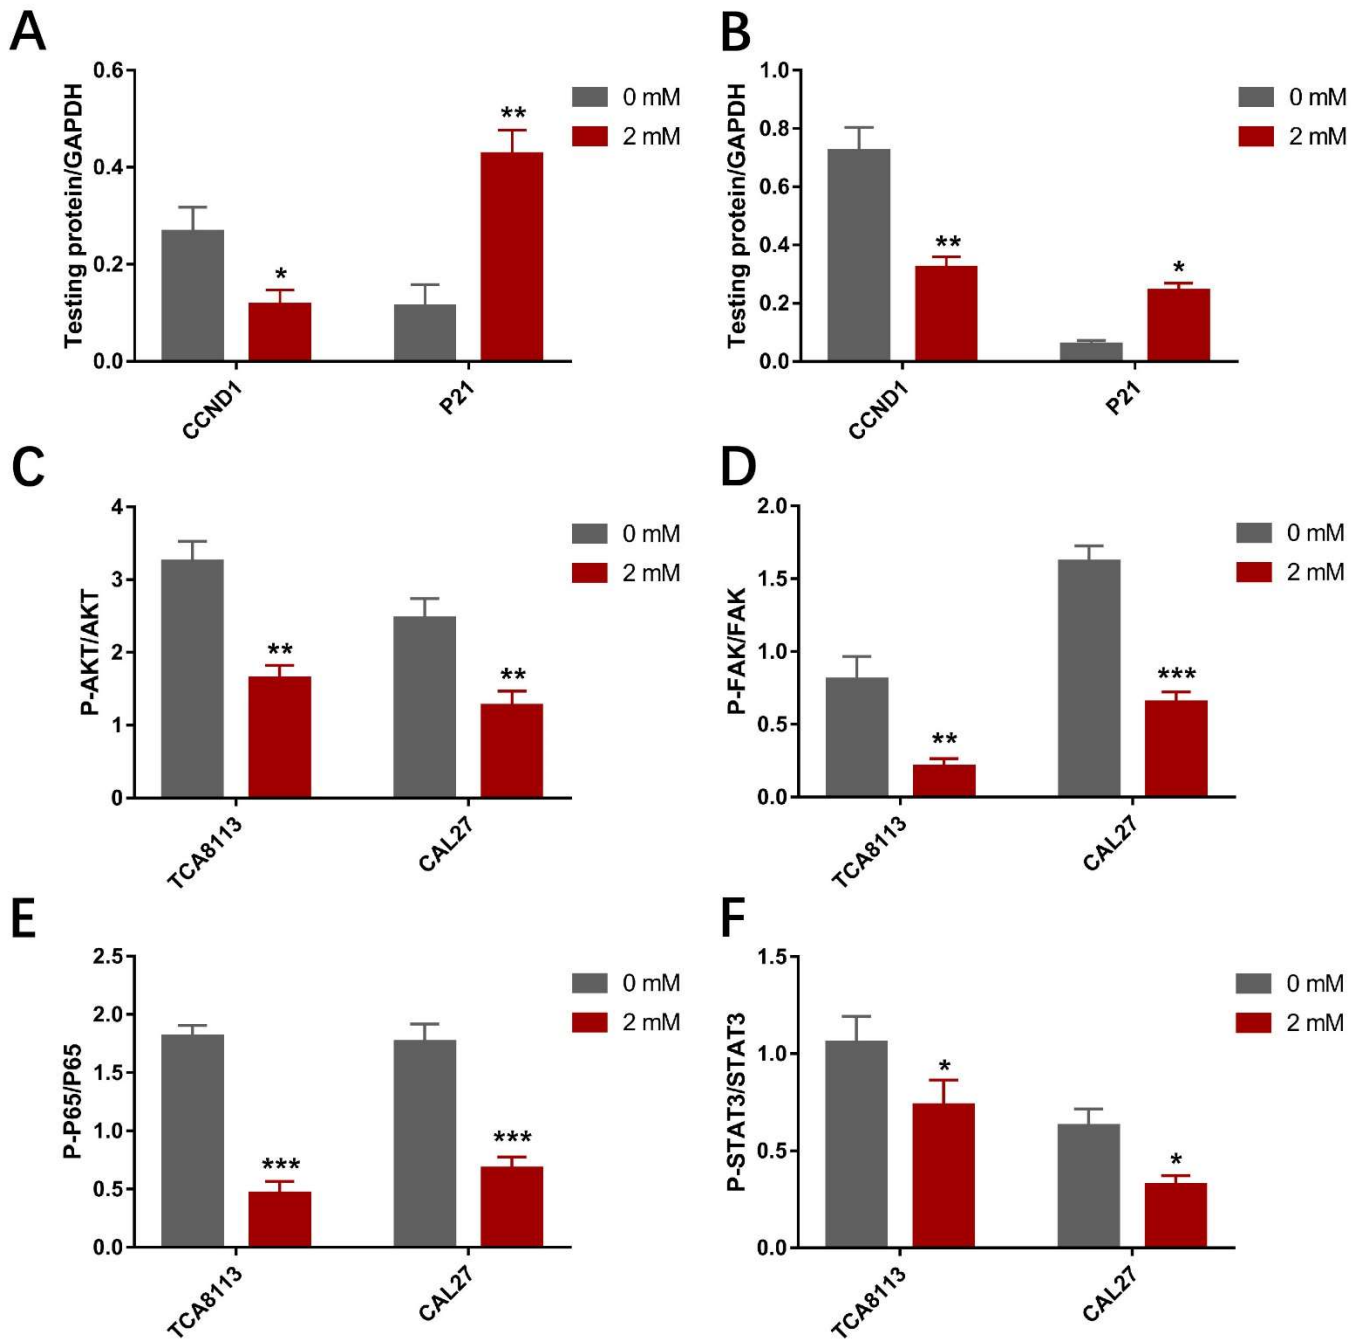 A
Testing protein/GAPDH
0.6
0.4
0.2
0.0
*
**
CCND1
P21
0 mM
2 mM
B
Testing protein/GAPDH
1.0
0.8
0.6
0.4
0.2
0.0
**
*
CCND1
P21
0 mM
2 mM
C
P-AKT/AKT
4
3
2
1
0
**
**
TCA8113
CAL27
0 mM
2 mM
D
P-FAK/FAK
2.0
1.5
1.0
0.5
0.0
**
***
TCA8113
CAL27
0 mM
2 mM
E
P-P65/P65
2.5
2.0
1.5
1.0
0.5
0.0
***
***
TCA8113
CAL27
0 mM
2 mM
F
P-STAT3/STAT3
1.5
1.0
0.5
0.0
*
*
TCA8113
CAL27
0 mM
2 mM